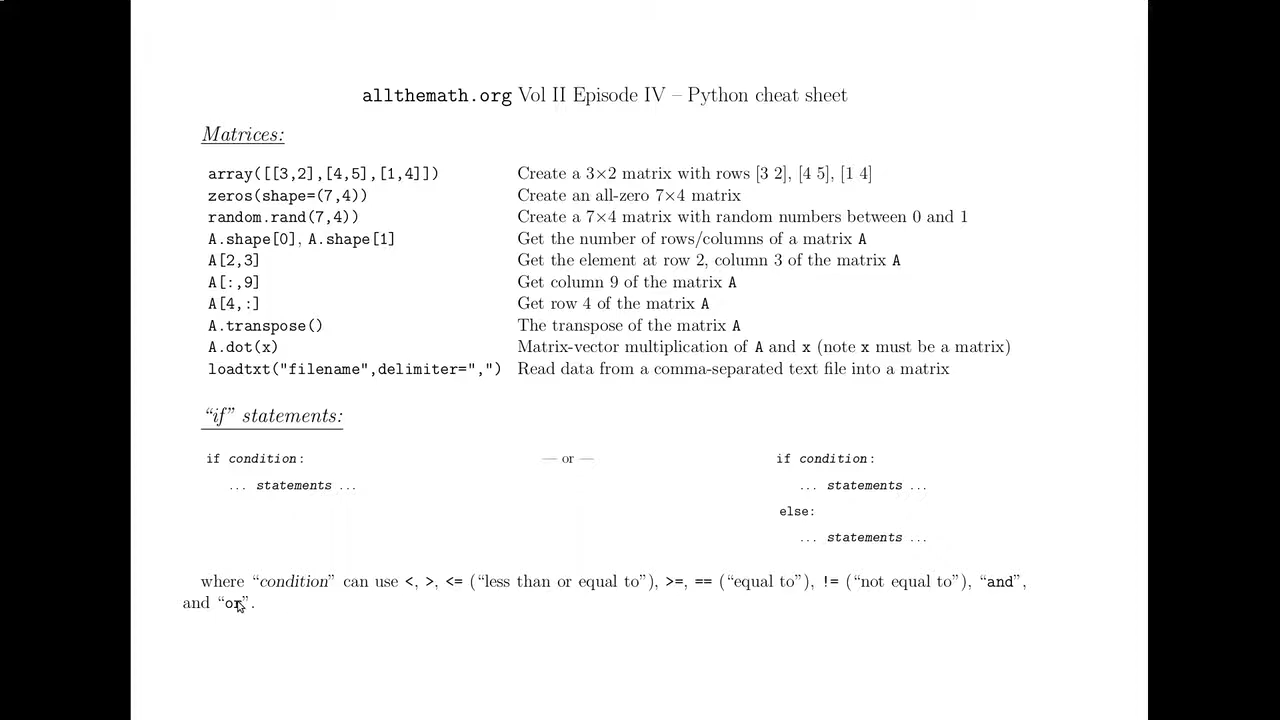 allthemath.org Vol II Episode IV – Python cheat sheet
Matrices:
array([[3,2],[4,5],[1,4]]) Create a 3×2 matrix with rows [3 2], [4 5], [1 4]
zeros(shape=(7,4)) Create an all-zero 7×4 matrix
random.rand(7,4)) Create a 7×4 matrix with random numbers between 0 and 1
A.shape[0], A.shape[1] Get the number of rows/columns of a matrix A
A[2,3] Get the element at row 2, column 3 of the matrix A
A[:,9] Get column 9 of the matrix A
A[4,:] Get row 4 of the matrix A
A.transpose() The transpose of the matrix A
A.dot(x) Matrix-vector multiplication of A and x (note x must be a matrix)
loadtxt("filename",delimiter=",") Read data from a comma-separated text file into a matrix
“if” statements:
if condition: — or — if condition:
... statements ... ... statements ...
else:
... statements ...
where “condition” can use <, >, <= (“less than or equal to”), >=, == (“equal to”), != (“not equal to”), “and”,
and “or”.